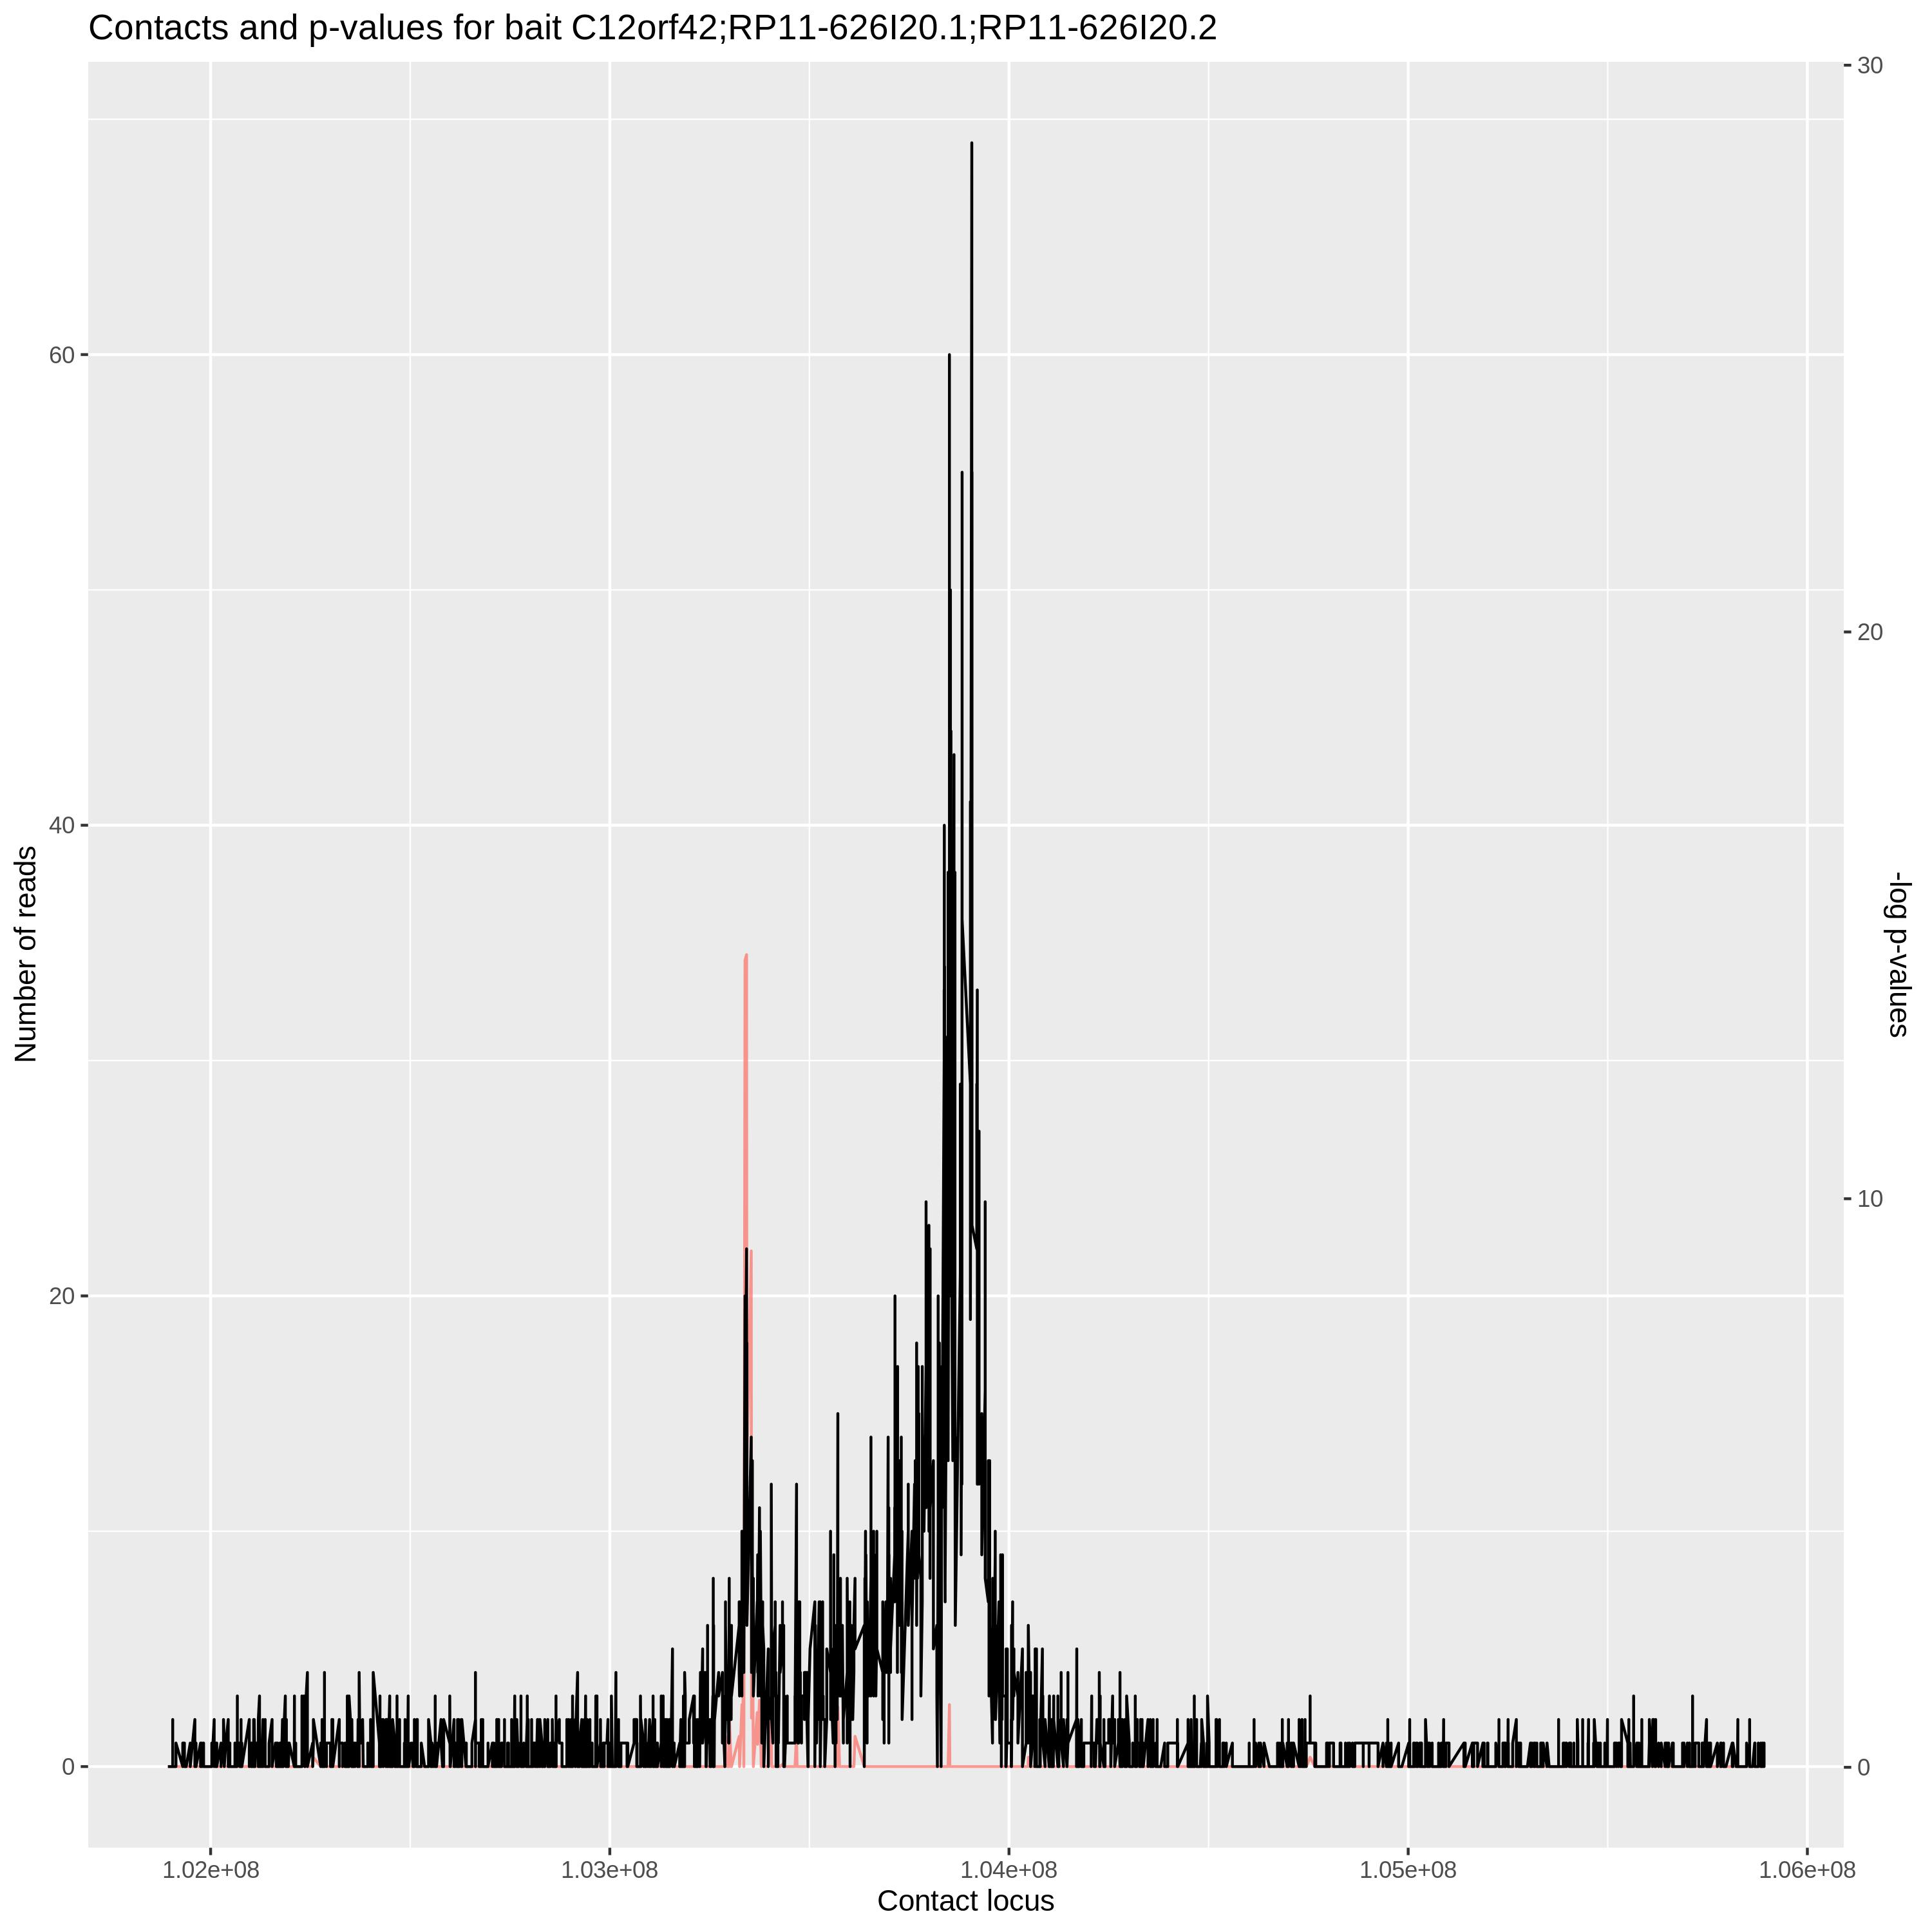 Contacts and p-values for bait C12orf42;RP11-626I20.1;RP11-626I20.2
30
60
20
40
Number of reads
-log p-values
10
20
0
0
1.02e+08
1.03e+08
1.04e+08
1.05e+08
1.06e+08
Contact locus